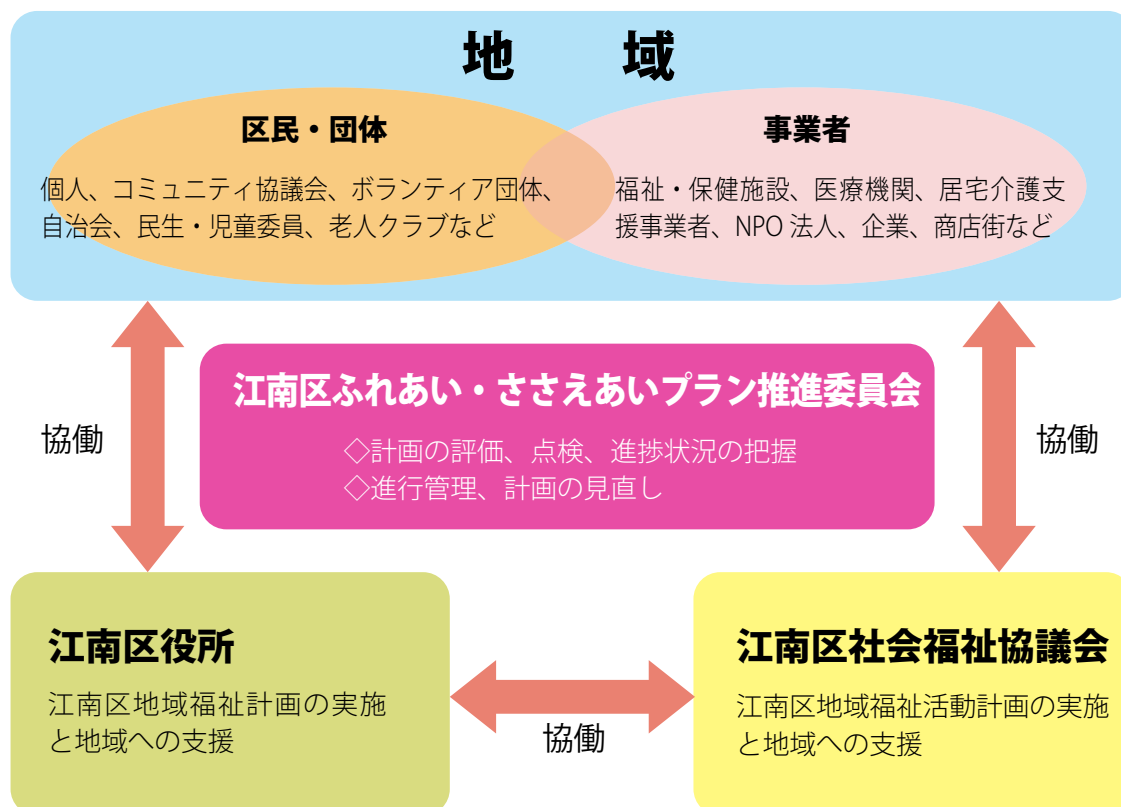 地 域
区民・団体
個人、コミュニティ協議会、ボランティア団体、
自治会、民生・児童委員、老人クラブなど
事業者
福祉・保健施設、医療機関、居宅介護支
援事業者、NPO 法人、企業、商店街など
協働
江南区ふれあい・ささえあいプラン推進委員会
◇計画の評価、点検、進捗状況の把握
◇進行管理、計画の見直し
協働
江南区役所
江南区地域福祉計画の実施
と地域への支援
協働
江南区社会福祉協議会
江南区地域福祉活動計画の実施
と地域への支援